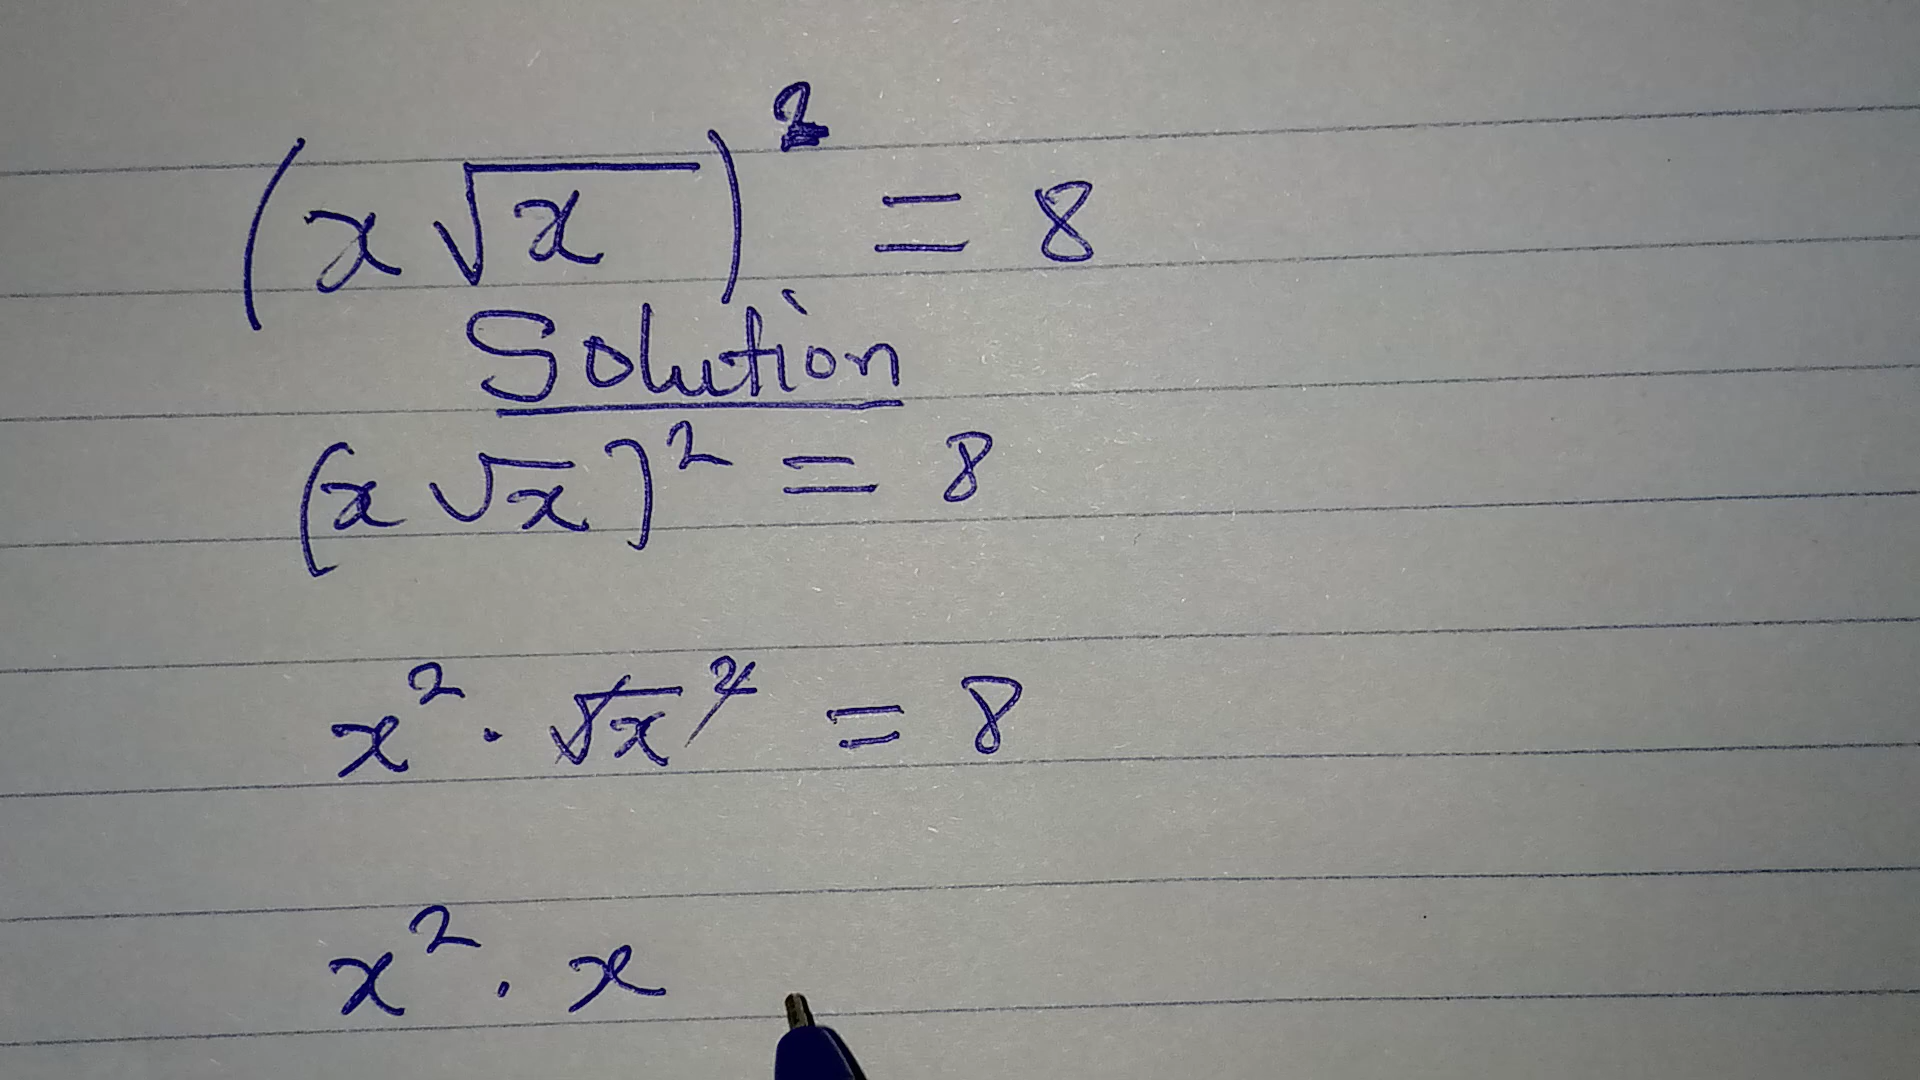 (x√x)² = 8
Solution
(x√x)² = 8
x² · √x² = 8
x² · x